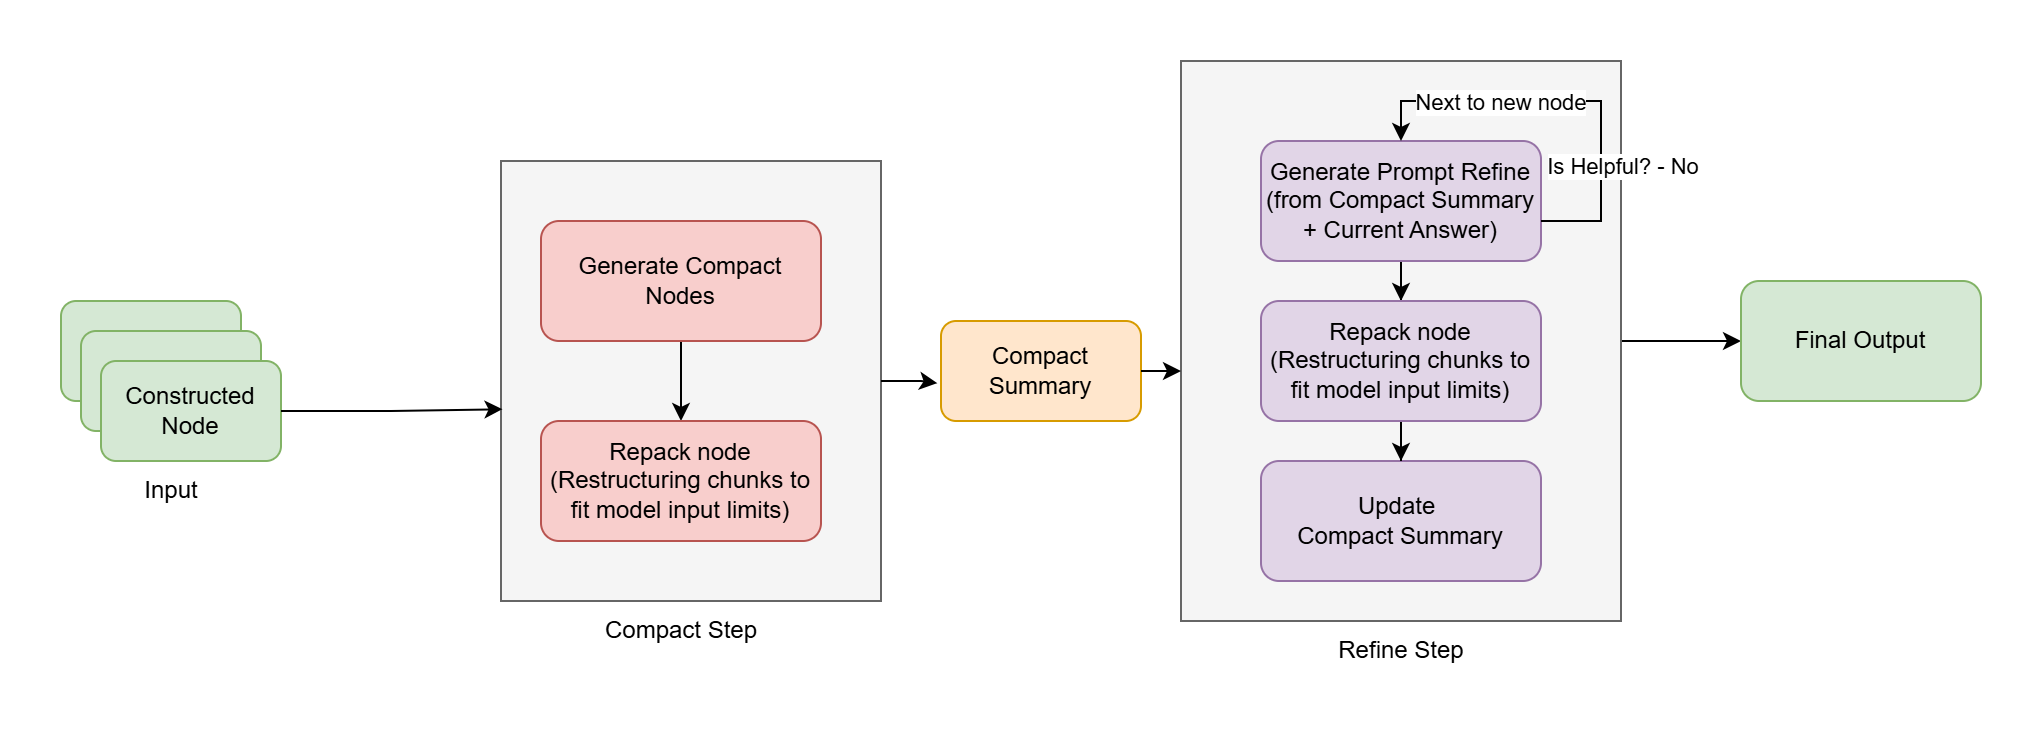 Constructed
Node
Input
Generate Compact
Nodes
Repack node
(Restructuring chunks to
fit model input limits)
Compact Step
Compact
Summary
Next to new node
Is Helpful? - No
Generate Prompt Refine
(from Compact Summary
+ Current Answer)
Repack node
(Restructuring chunks to
fit model input limits)
Update
Compact Summary
Refine Step
Final Output